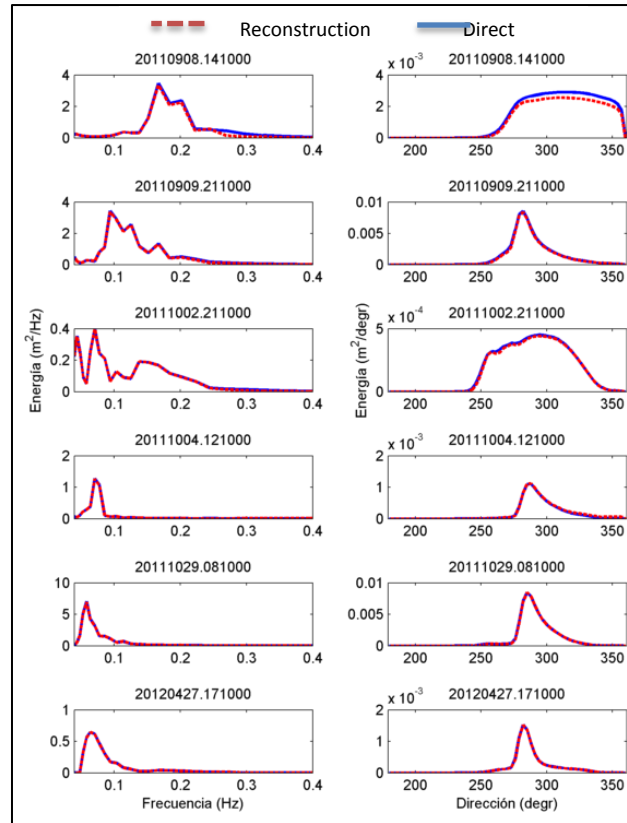 Reconstruction Direct
20110908.141000 20110908.141000
x 10⁻³
4 2 0 0.1 0.2 0.3 0.4
4 2 0 200 250 300 350
20110909.211000 20110909.211000
4 2 0 0.1 0.2 0.3 0.4
0.01 0.005 0 200 250 300 350
20111002.211000 20111002.211000
x 10⁻⁴
Energía (m²/Hz)
0.4 0.2 0 0.1 0.2 0.3 0.4
Energía (m²/degr)
5 0 200 250 300 350
20111004.121000 20111004.121000
x 10⁻³
2 1 0 0.1 0.2 0.3 0.4
2 1 0 200 250 300 350
20111029.081000 20111029.081000
10 5 0 0.1 0.2 0.3 0.4
0.01 0.005 0 200 250 300 350
20120427.171000 20120427.171000
x 10⁻³
1 0.5 0 0.1 0.2 0.3 0.4
2 1 0 200 250 300 350
Frecuencia (Hz) Dirección (degr)